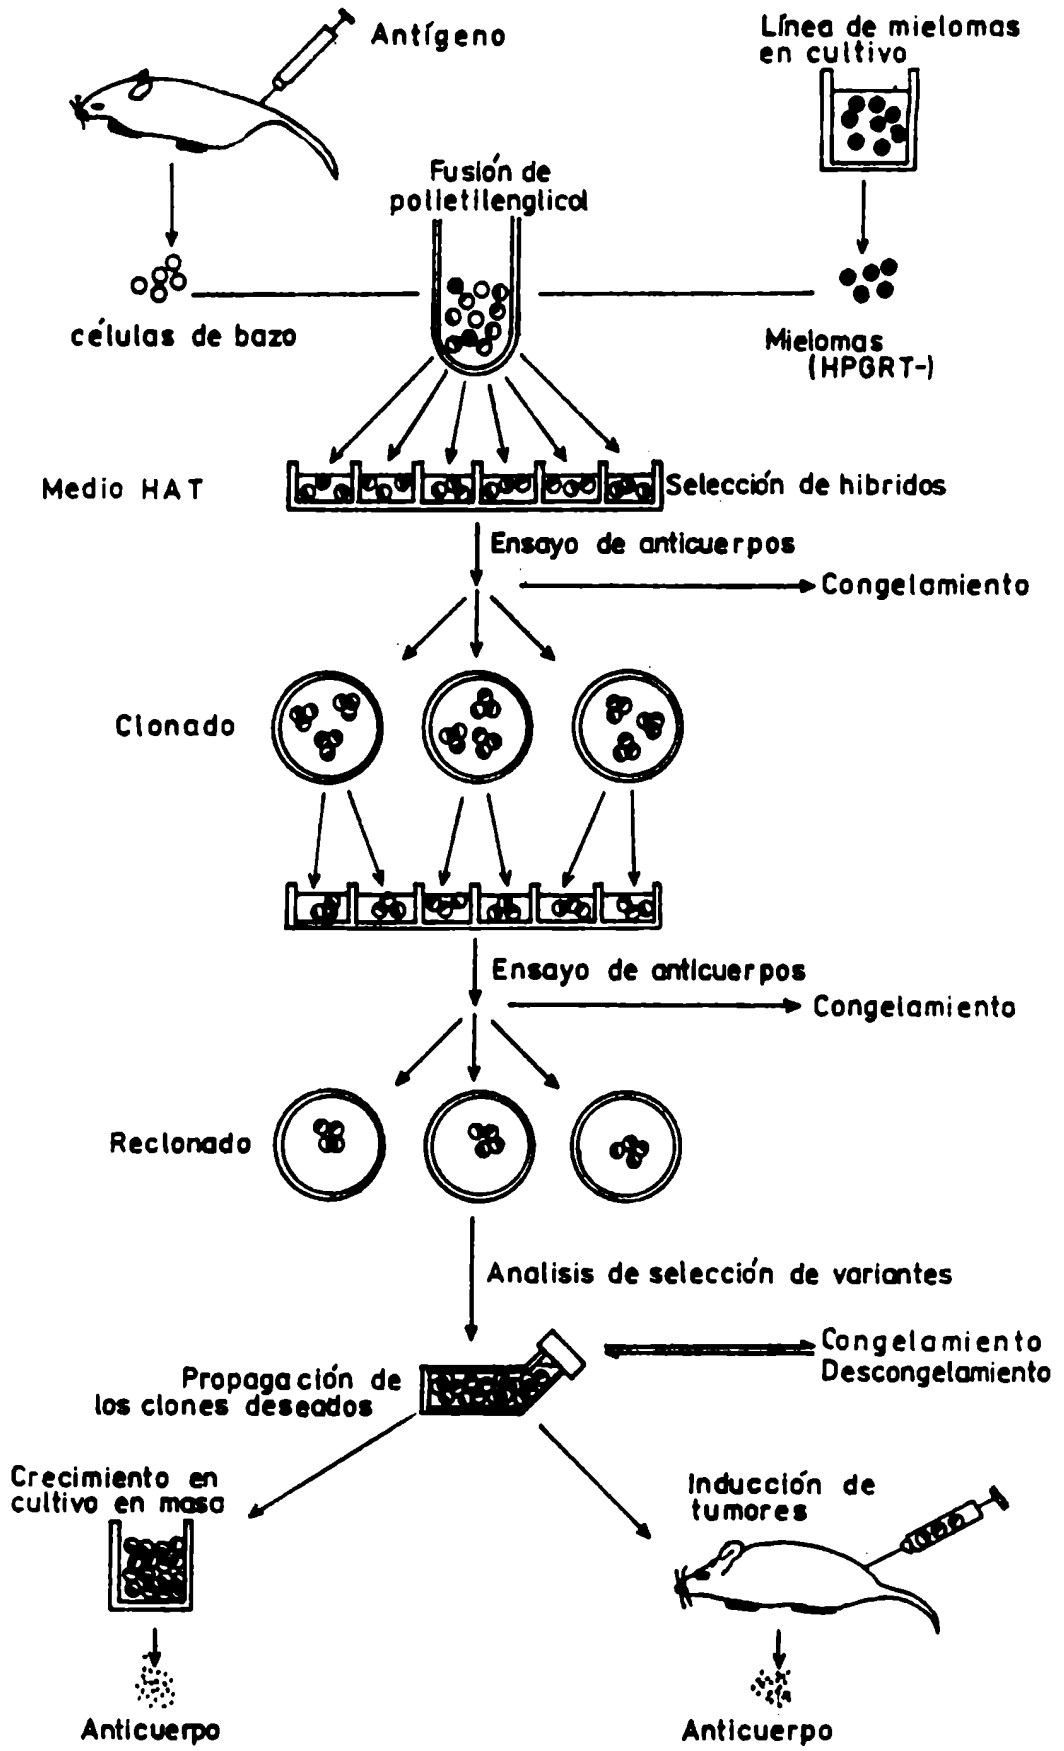 Antígeno
Línea de mielomas
en cultivo
Fusión de
polietilenglicol
células de bazo
Mielomas
(HPGRT-)
Medio HAT
Selección de hibridos
Ensayo de anticuerpos
Congelamiento
Clonado
Ensayo de anticuerpos
Congelamiento
Reclonado
Analisis de selección de variantes
Congelamiento
Descongelamiento
Propagación de
los clones deseados
Crecimiento en
cultivo en masa
Inducción de
tumores
Anticuerpo
Anticuerpo